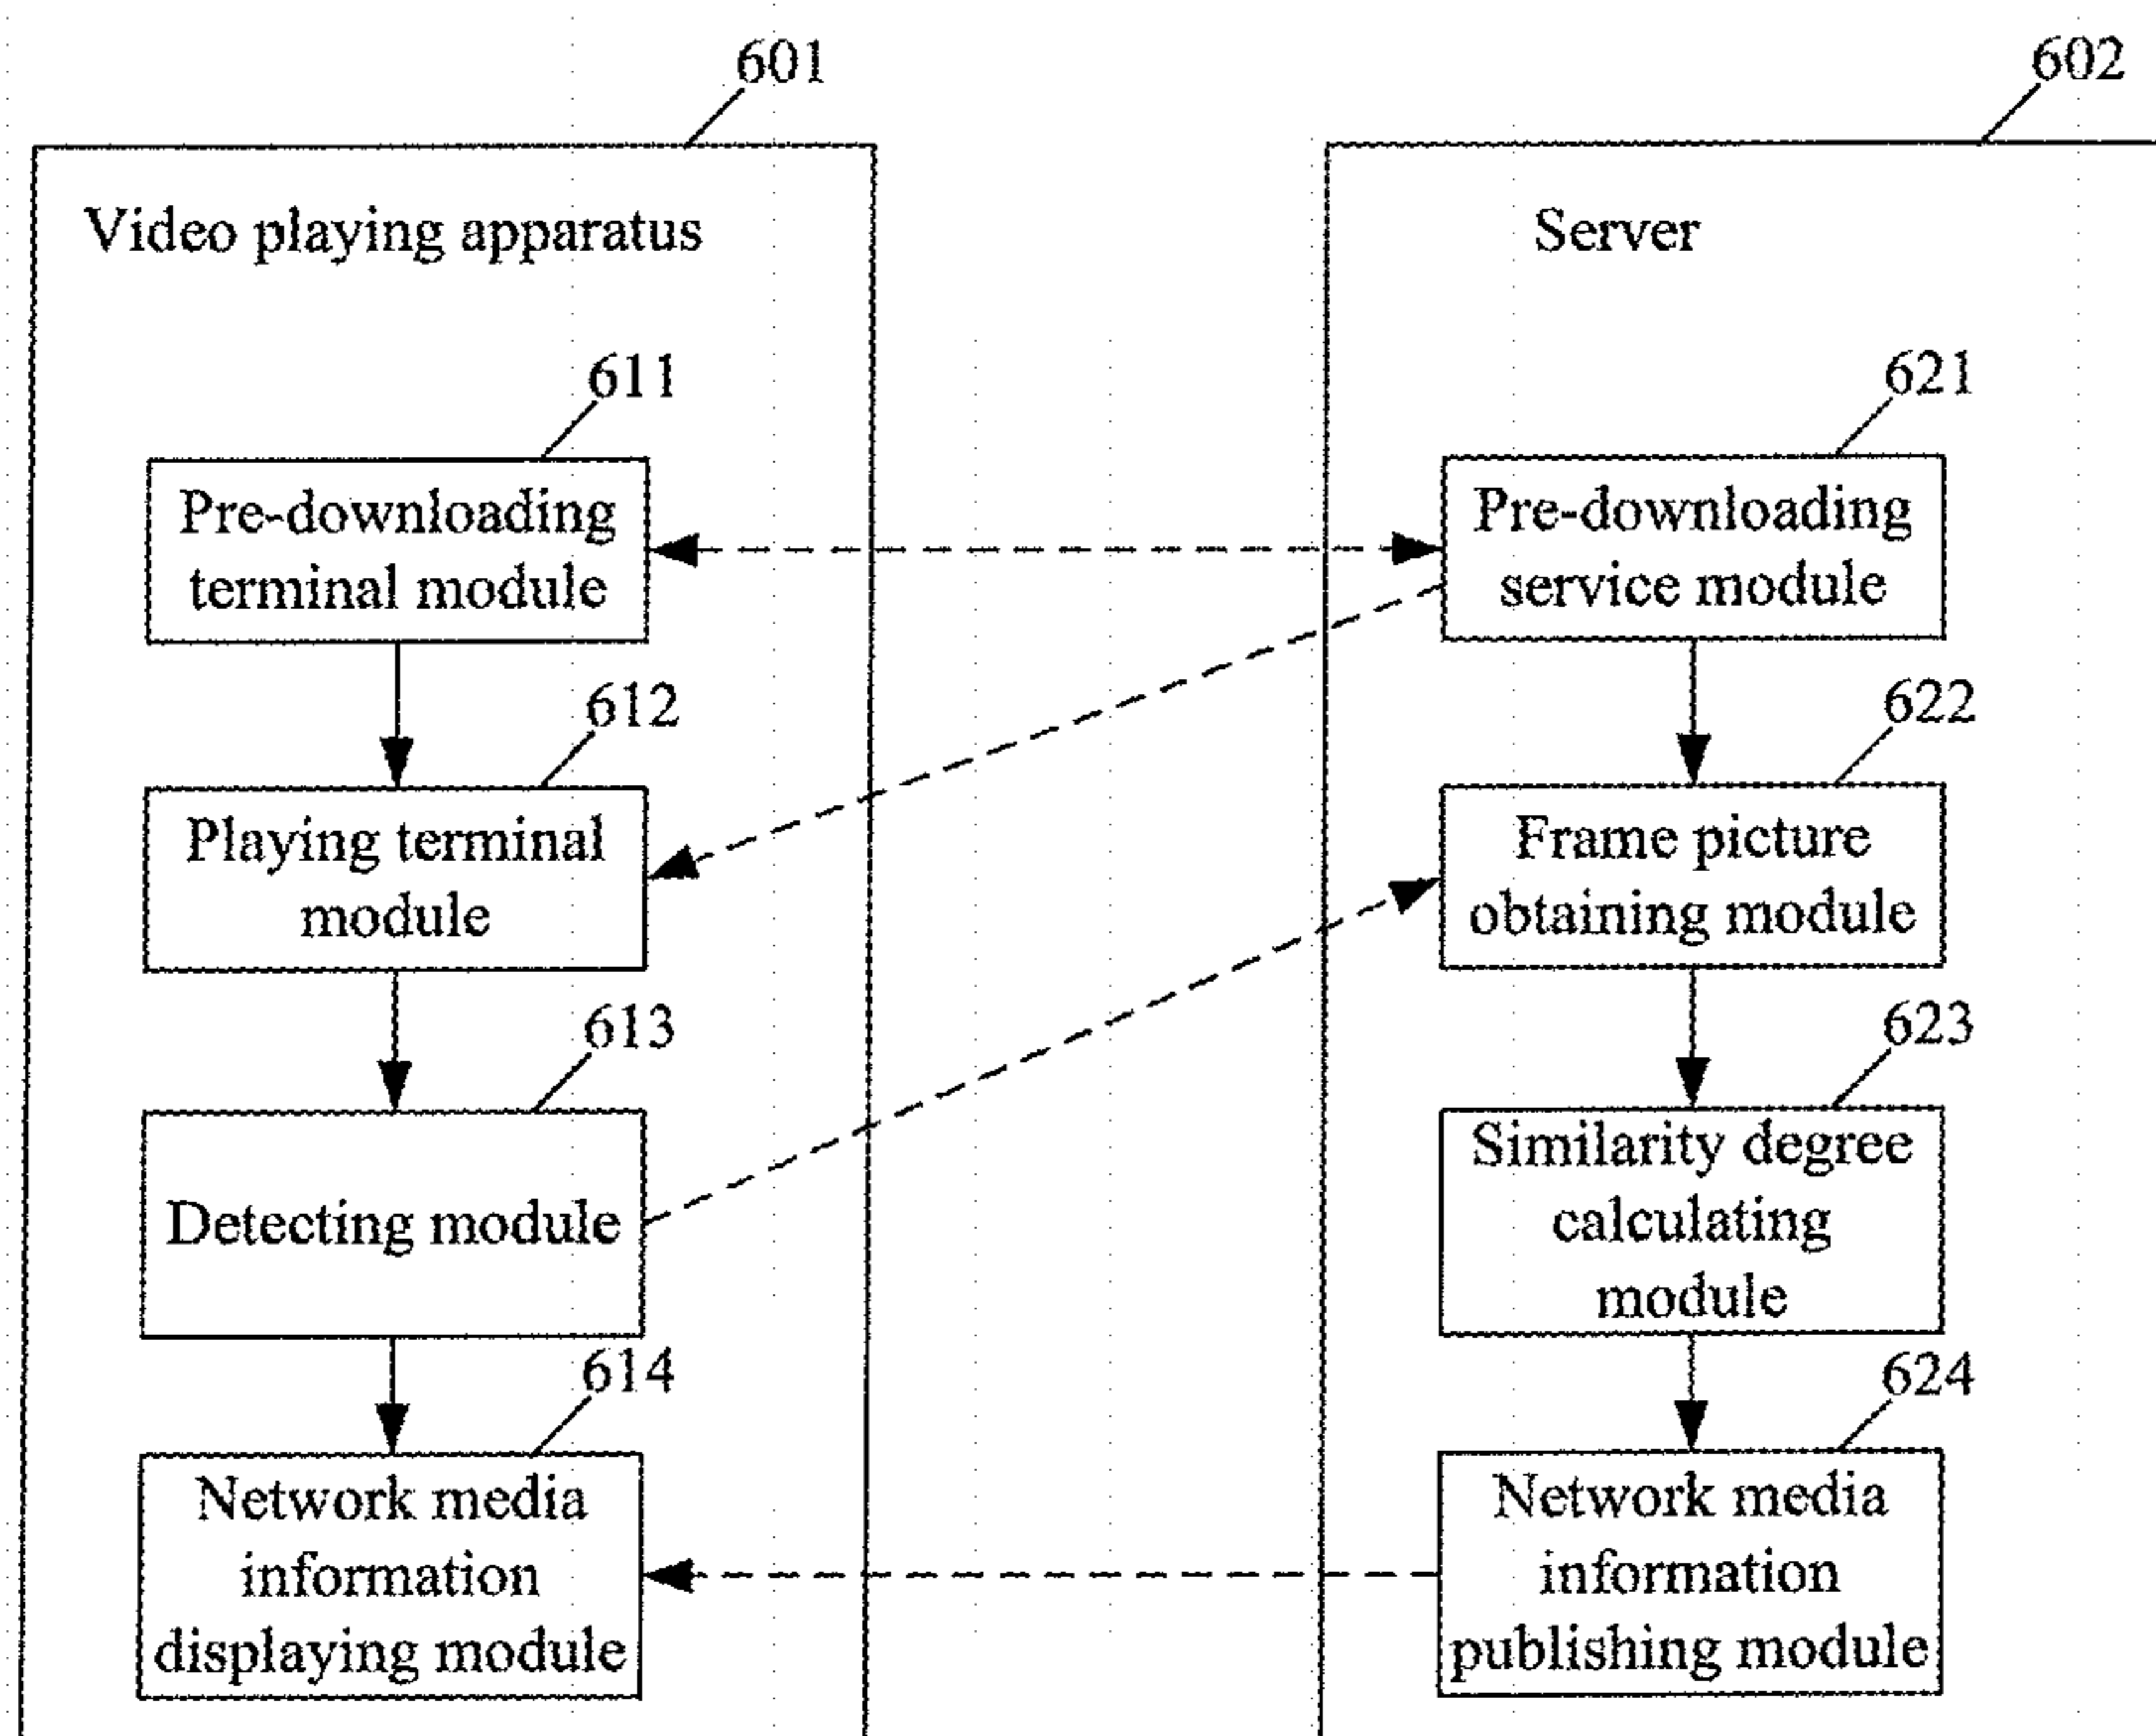 601
602
Video playing apparatus
Server
611
621
Pre-downloading
terminal module
Pre-downloading
service module
612
622
Playing terminal
module
Frame picture
obtaining module
613
623
Detecting module
Similarity degree
calculating
module
614
624
Network media
information
displaying module
Network media
information
publishing module